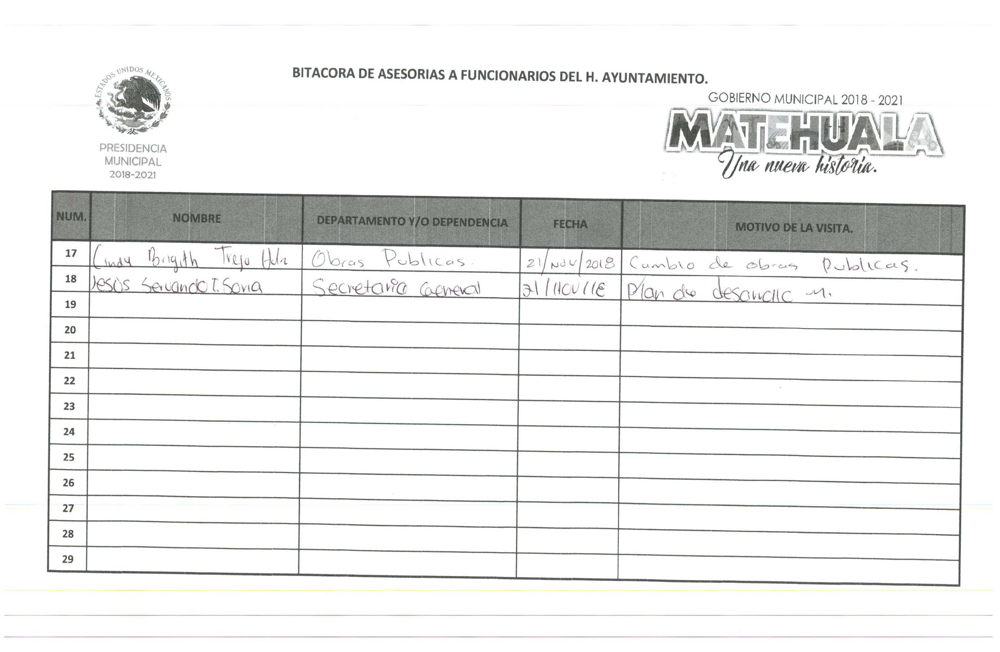 BITACORA DE ASESORIAS A FUNCIONARIOS DEL H. AYUNTAMIENTO.
ESTADOS UNIDOS MEXICANOS
PRESIDENCIA
MUNICIPAL
2018-2021
GOBIERNO MUNICIPAL 2018 - 2021
MATEHUALA
Una nueva historia.
NUM. NOMBRE DEPARTAMENTO Y/O DEPENDENCIA FECHA MOTIVO DE LA VISITA.
17 Cindy Brigith Trejo Hdz Obras Publicas. 21/NOV/2018 Cambio de obras Publicas.
18 Jesús Servando T. Soria Secretario General 21/NOV/18 Plan de desarrollo M.
19
20
21
22
23
24
25
26
27
28
29